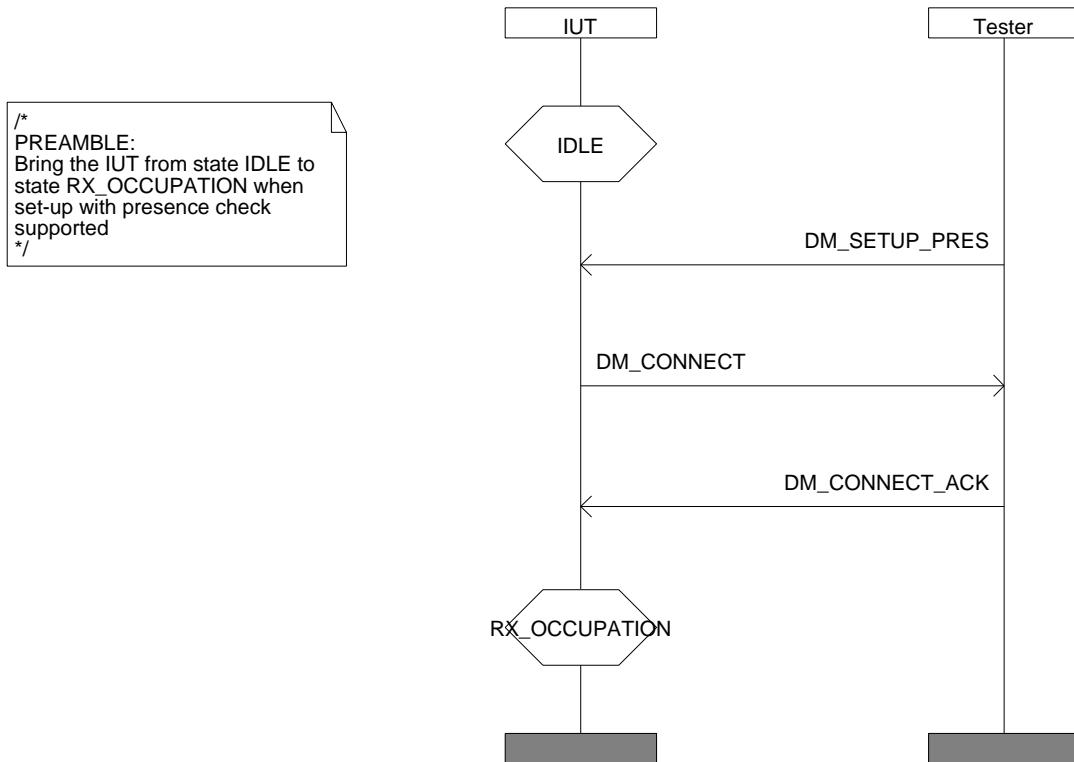 IUT
Tester
/*
PREAMBLE:
Bring the IUT from state IDLE to
state RX_OCCUPATION when
set-up with presence check
supported
*/
IDLE
DM_SETUP_PRES
DM_CONNECT
DM_CONNECT_ACK
RX_OCCUPATION